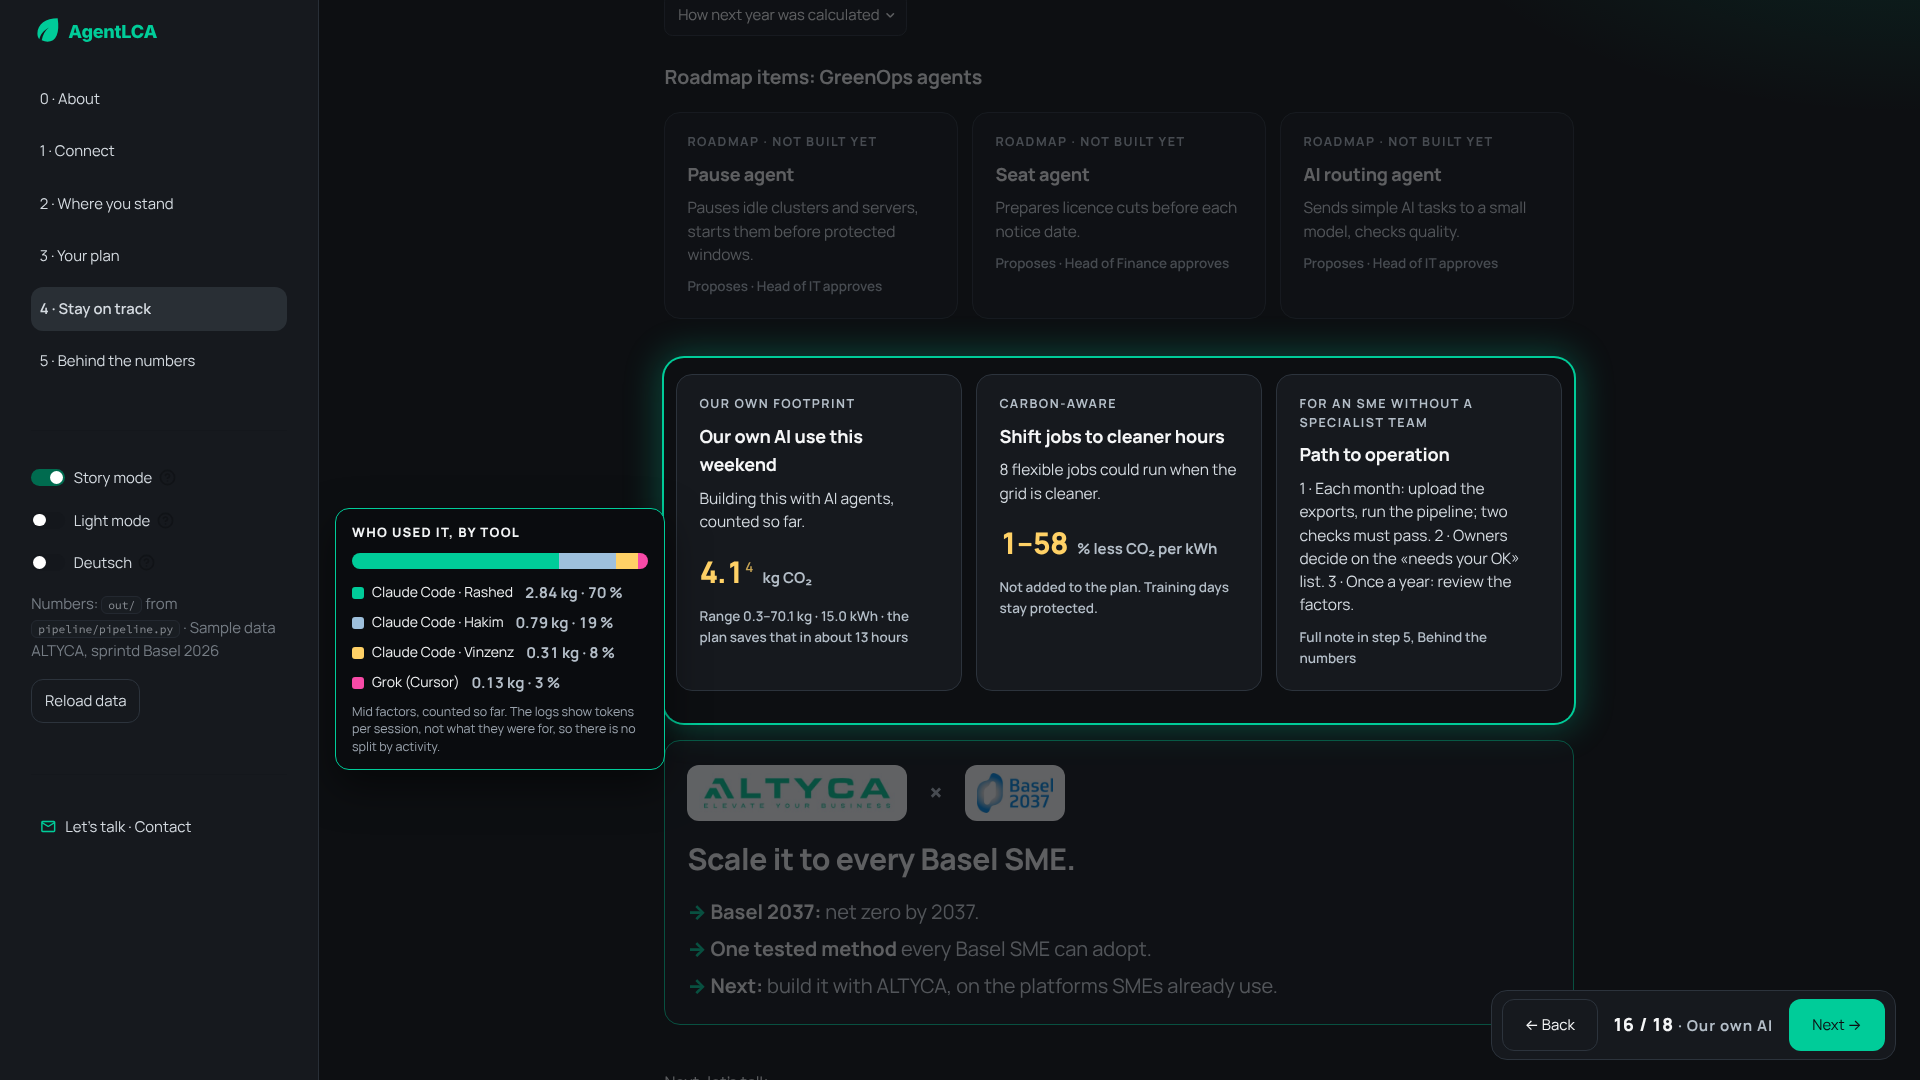 AgentLCA
0 · About
1 · Connect
2 · Where you stand
3 · Your plan
4 · Stay on track
5 · Behind the numbers
Story mode
Light mode
Deutsch
Numbers: out/ from
pipeline/pipeline.py · Sample data
ALTYCA, sprintd Basel 2026
Reload data
Let's talk · Contact
How next year was calculated
Roadmap items: GreenOps agents
ROADMAP · NOT BUILT YET
Pause agent
Pauses idle clusters and servers,
starts them before protected
windows.
Proposes · Head of IT approves
ROADMAP · NOT BUILT YET
Seat agent
Prepares licence cuts before each
notice date.
Proposes · Head of Finance approves
ROADMAP · NOT BUILT YET
AI routing agent
Sends simple AI tasks to a small
model, checks quality.
Proposes · Head of IT approves
WHO USED IT, BY TOOL
Claude Code · Rashed 2.84 kg · 70 %
Claude Code · Hakim 0.79 kg · 19 %
Claude Code · Vinzenz 0.31 kg · 8 %
Grok (Cursor) 0.13 kg · 3 %
Mid factors, counted so far. The logs show tokens
per session, not what they were for, so there is no
split by activity.
OUR OWN FOOTPRINT
Our own AI use this
weekend
Building this with AI agents,
counted so far.
4.1 4 kg CO₂
Range 0.3–70.1 kg · 15.0 kWh · the
plan saves that in about 13 hours
CARBON-AWARE
Shift jobs to cleaner hours
8 flexible jobs could run when the
grid is cleaner.
1–58 % less CO₂ per kWh
Not added to the plan. Training days
stay protected.
FOR AN SME WITHOUT A
SPECIALIST TEAM
Path to operation
1 · Each month: upload the
exports, run the pipeline; two
checks must pass. 2 · Owners
decide on the «needs your OK»
list. 3 · Once a year: review the
factors.
Full note in step 5, Behind the
numbers
ALTYCA
ELEVATE YOUR BUSINESS
×
Basel
2037
Scale it to every Basel SME.
→ Basel 2037: net zero by 2037.
→ One tested method every Basel SME can adopt.
→ Next: build it with ALTYCA, on the platforms SMEs already use.
← Back
16 / 18 · Our own AI
Next →